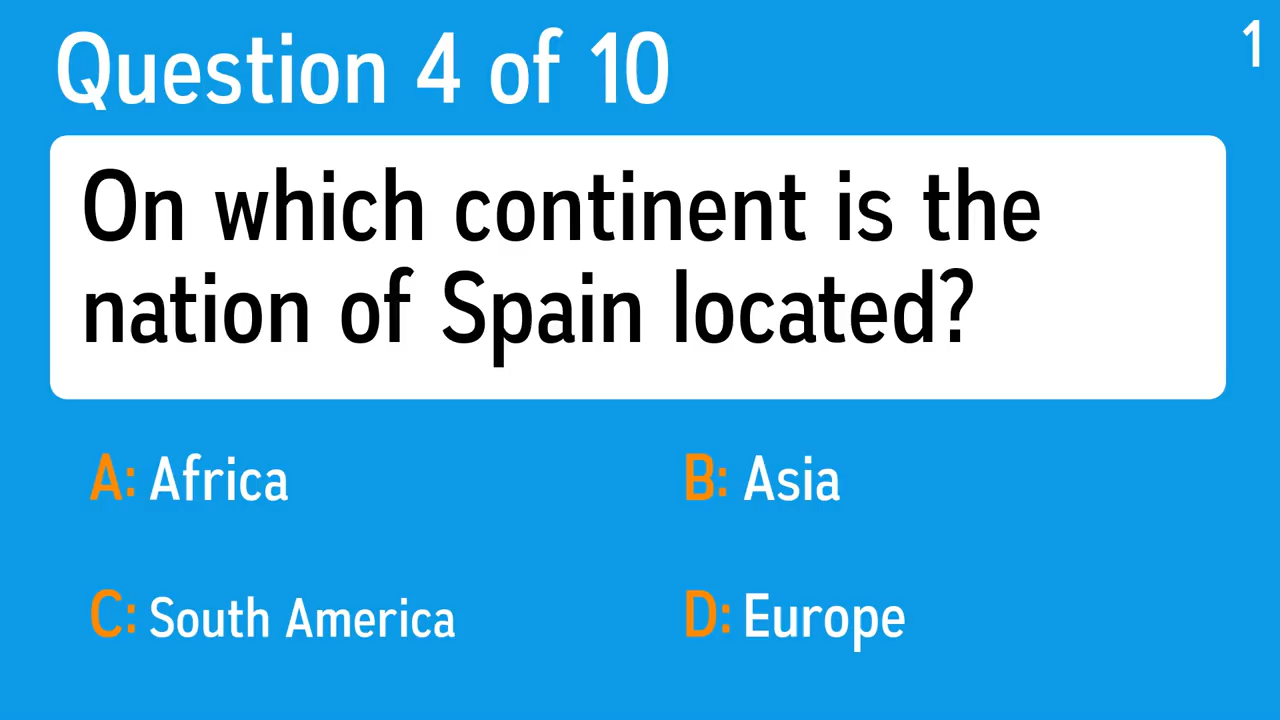 Question 4 of 10
1
On which continent is the
nation of Spain located?
A: Africa
B: Asia
C: South America
D: Europe